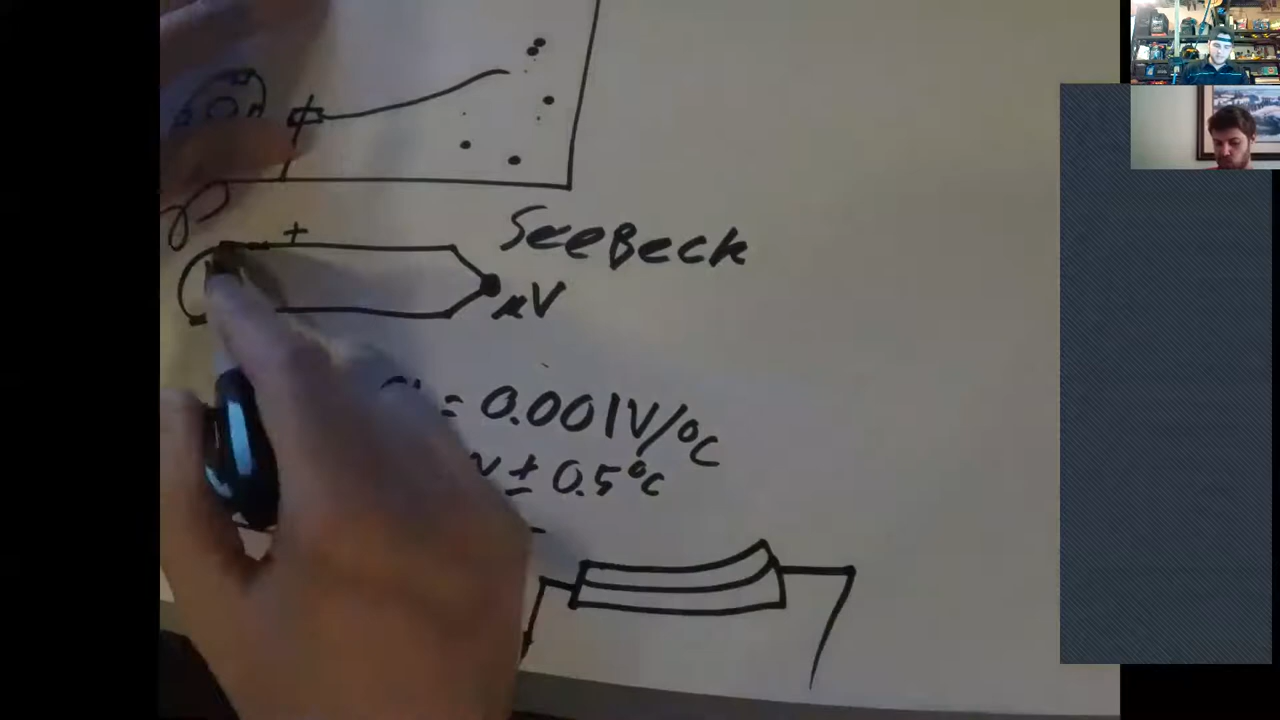 +
SeeBeck
µV
= 0.001V/°C
± 0.5°C